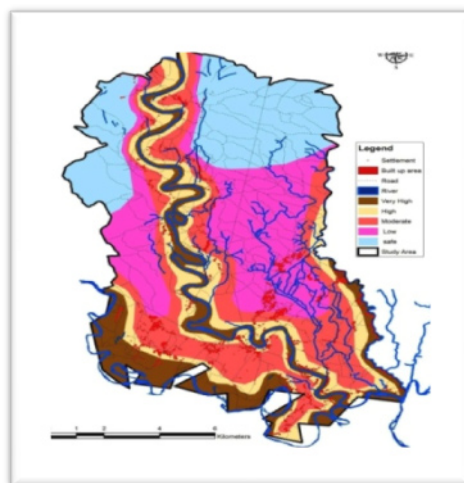 Legend
Settlement
Built up area
Road
River
Very High
High
Moderate
Low
safe
Study Area
Kilometers